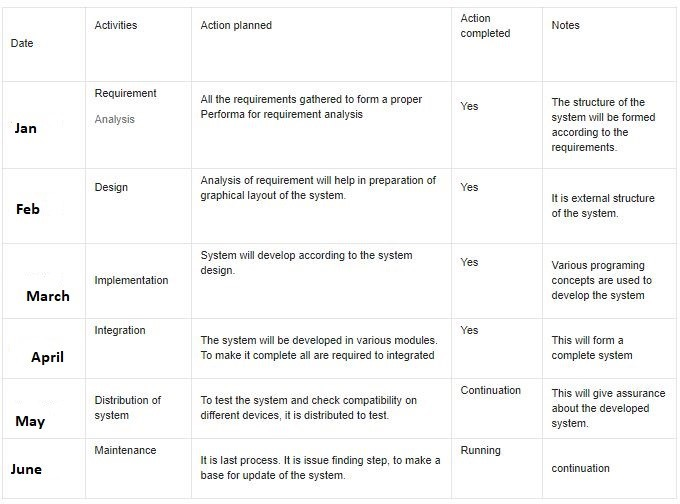 Date
Activities
Action planned
Action
completed
Notes
Jan
Requirement
Analysis
All the requirements gathered to form a proper
Performa for requirement analysis
Yes
The structure of the
system will be formed
according to the
requirements.
Feb
Design
Analysis of requirement will help in preparation of
graphical layout of the system.
Yes
It is external structure
of the system.
March
Implementation
System will develop according to the system
design.
Yes
Various programing
concepts are used to
develop the system
April
Integration
The system will be developed in various modules.
To make it complete all are required to integrated
Yes
This will form a
complete system
May
Distribution of
system
To test the system and check compatibility on
different devices, it is distributed to test.
Continuation
This will give assurance
about the developed
system.
June
Maintenance
It is last process. It is issue finding step, to make a
base for update of the system.
Running
continuation